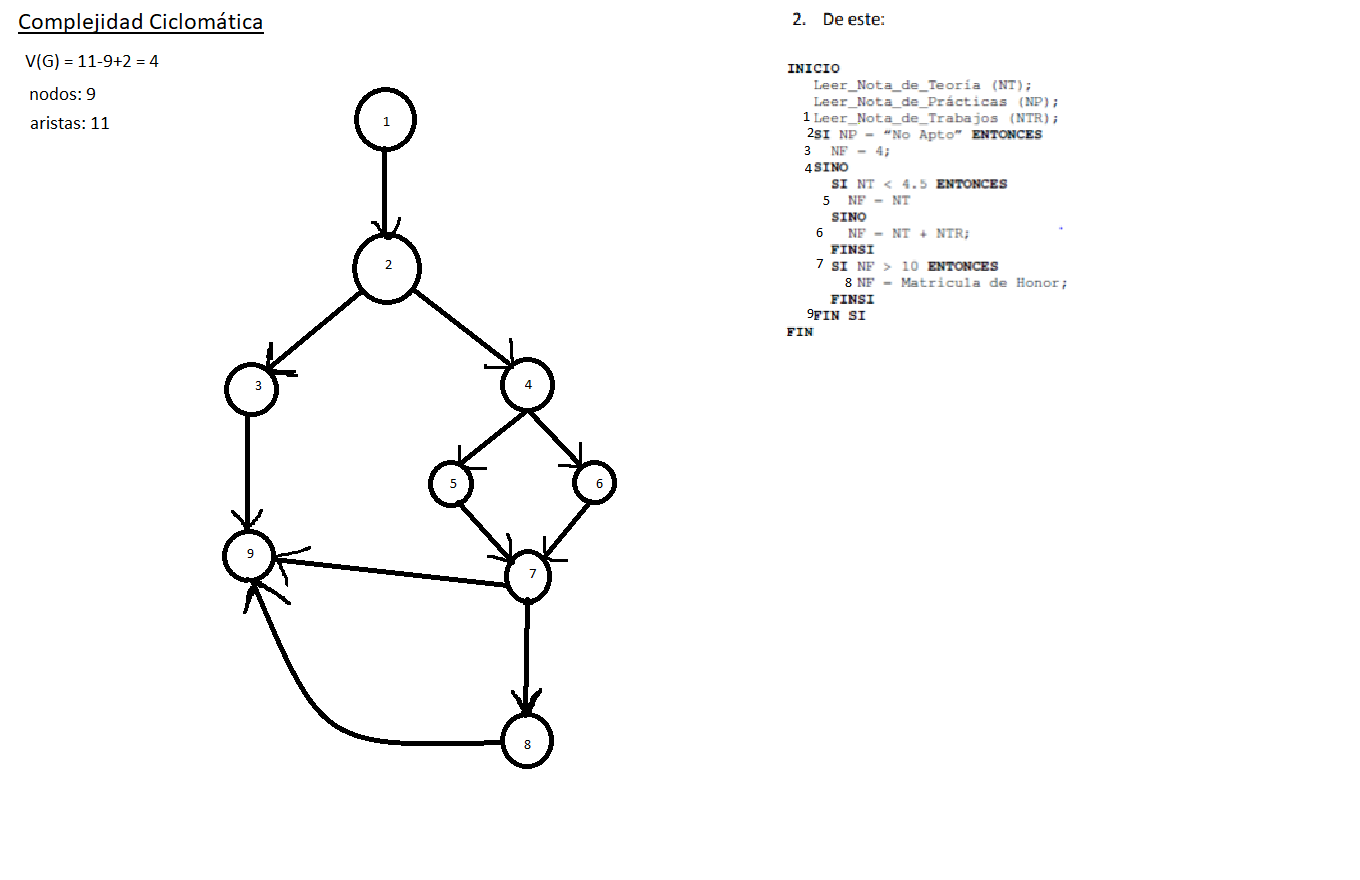 Complejidad Ciclomática
V(G) = 11-9+2 = 4
nodos: 9
aristas: 11
1
2
3
4
5
6
9
7
8
2. De este:
INICIO
Leer_Nota_de_Teoría (NT);
Leer_Nota_de_Prácticas (NP);
1 Leer_Nota_de_Trabajos (NTR);
2 SI NP = “No Apto” ENTONCES
3 NF = 4;
4 SINO
SI NT < 4.5 ENTONCES
5 NF = NT
SINO
6 NF = NT + NTR;
FINSI
7 SI NF > 10 ENTONCES
8 NF = Matricula de Honor;
FINSI
9 FIN SI
FIN